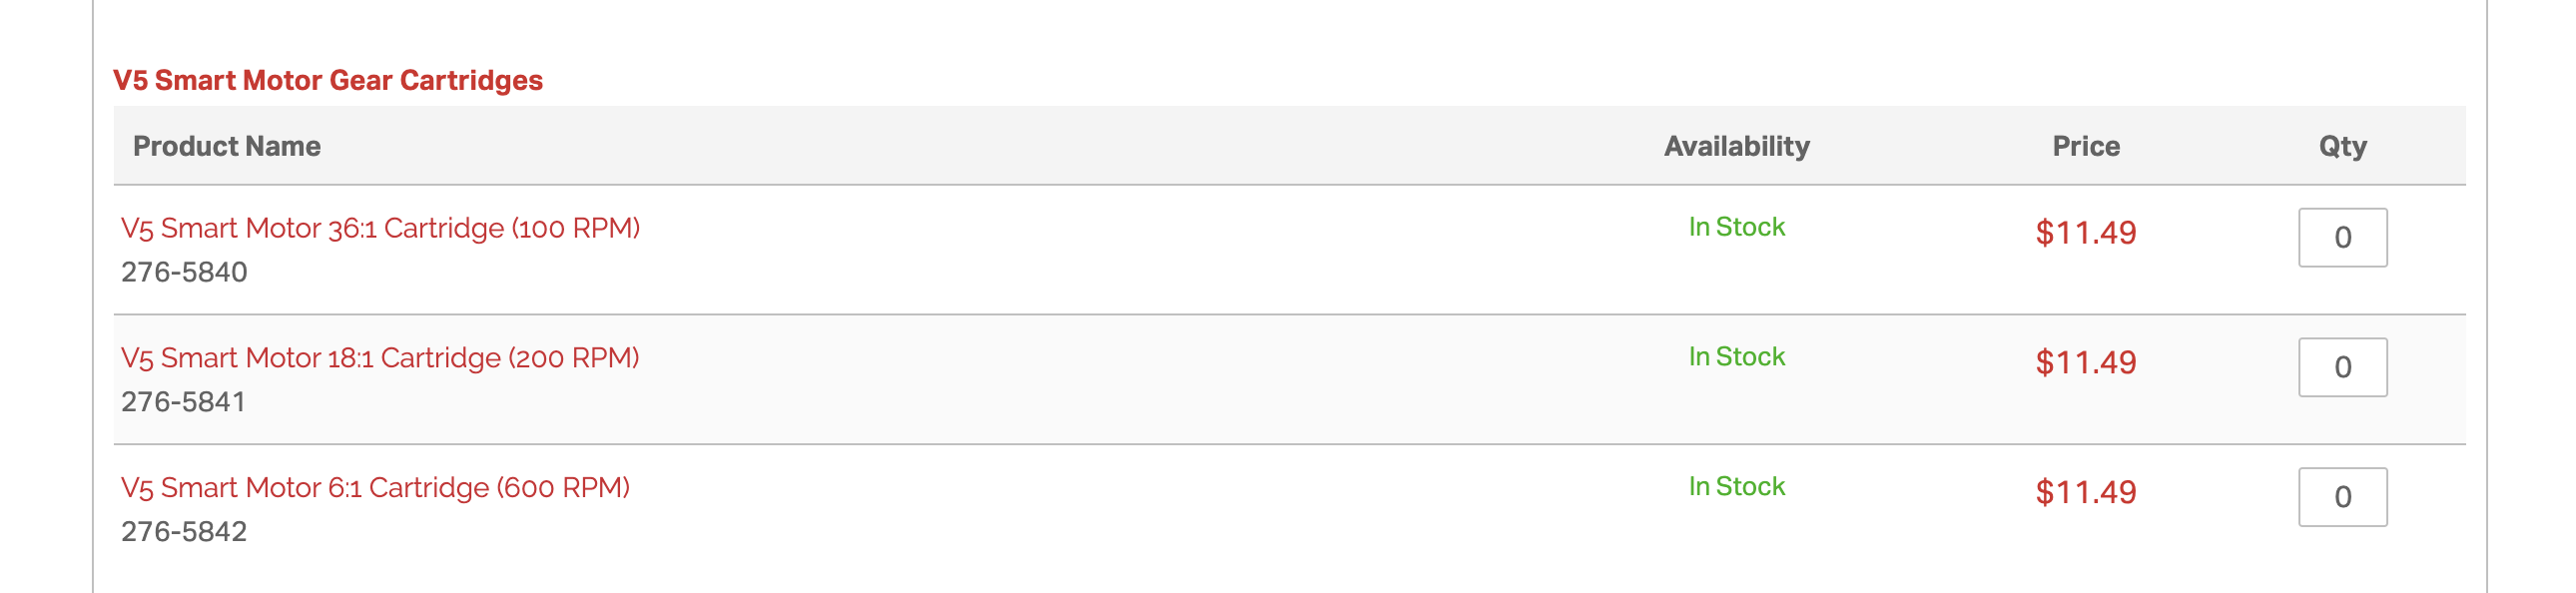 V5 Smart Motor Gear Cartridges
Product Name Availability Price Qty
V5 Smart Motor 36:1 Cartridge (100 RPM) In Stock $11.49 0
276-5840
V5 Smart Motor 18:1 Cartridge (200 RPM) In Stock $11.49 0
276-5841
V5 Smart Motor 6:1 Cartridge (600 RPM) In Stock $11.49 0
276-5842